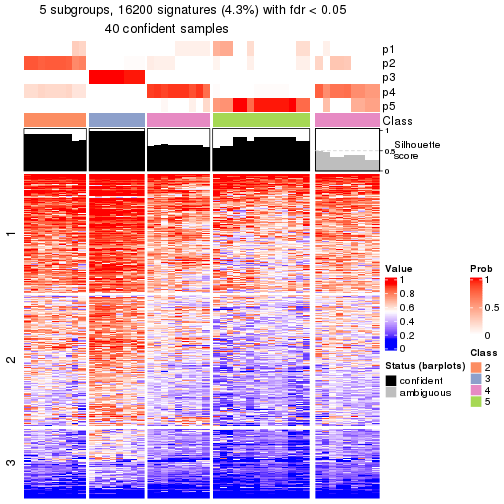 5 subgroups, 16200 signatures (4.3%) with fdr < 0.05
40 confident samples
p1
p2
p3
p4
p5
Class
1
0.5
0
Silhouette
score
1
2
3
Value
1
0.8
0.6
0.4
0.2
0
Status (barplots)
confident
ambiguous
Prob
1
0.5
0
Class
2
3
4
5